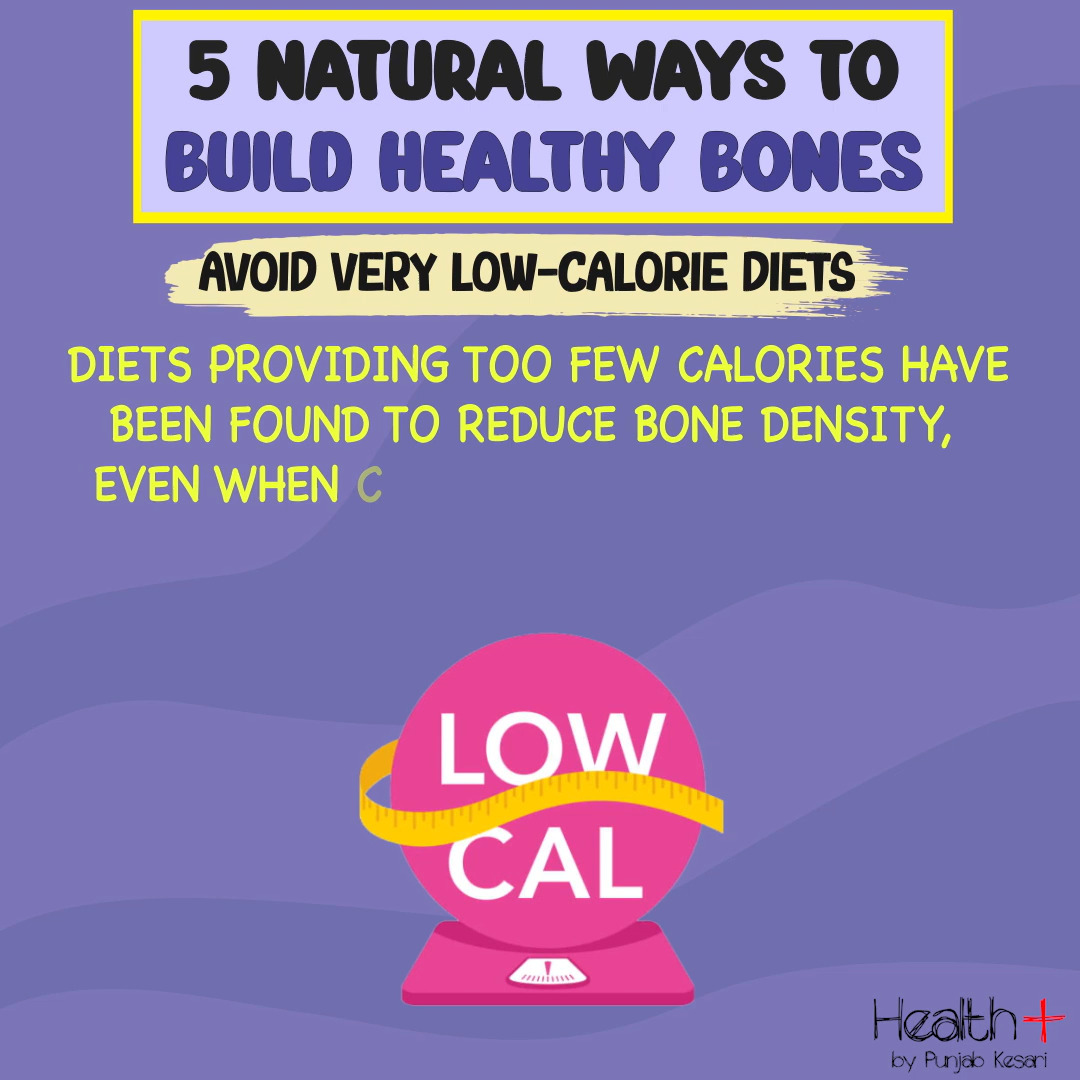 5 NATURAL WAYS TO
BUILD HEALTHY BONES
AVOID VERY LOW-CALORIE DIETS
DIETS PROVIDING TOO FEW CALORIES HAVE
BEEN FOUND TO REDUCE BONE DENSITY,
EVEN WHEN C
LOW
CAL
Health+
by Punjab Kesari